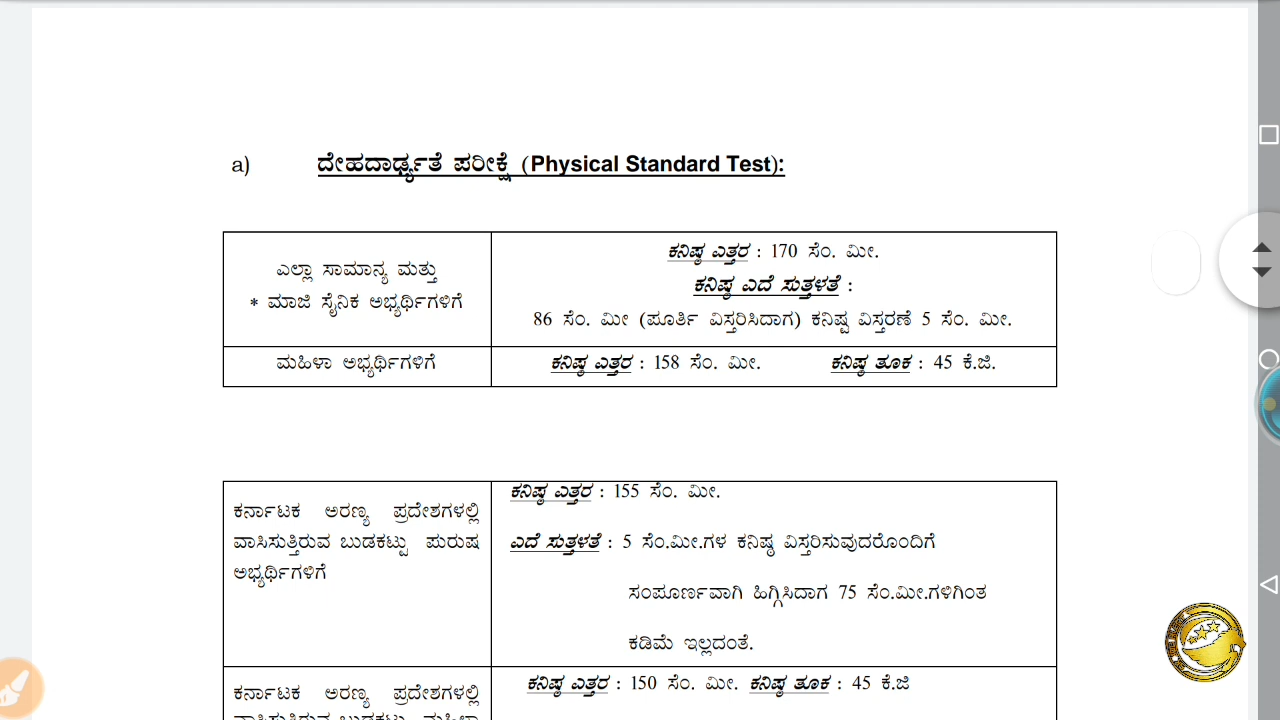 a) ದೇಹದಾರ್ಢ್ಯತೆ ಪರೀಕ್ಷೆ (Physical Standard Test):
ಎಲ್ಲಾ ಸಾಮಾನ್ಯ ಮತ್ತು
* ಮಾಜಿ ಸೈನಿಕ ಅಭ್ಯರ್ಥಿಗಳಿಗೆ
ಕನಿಷ್ಠ ಎತ್ತರ : 170 ಸೆಂ. ಮೀ.
ಕನಿಷ್ಠ ಎದೆ ಸುತ್ತಳತೆ :
86 ಸೆಂ. ಮೀ (ಪೂರ್ತಿ ವಿಸ್ತರಿಸಿದಾಗ) ಕನಿಷ್ಟ ವಿಸ್ತರಣೆ 5 ಸೆಂ. ಮೀ.
ಮಹಿಳಾ ಅಭ್ಯರ್ಥಿಗಳಿಗೆ
ಕನಿಷ್ಠ ಎತ್ತರ : 158 ಸೆಂ. ಮೀ. ಕನಿಷ್ಠ ತೂಕ : 45 ಕೆ.ಜಿ.
ಕರ್ನಾಟಕ ಅರಣ್ಯ ಪ್ರದೇಶಗಳಲ್ಲಿ
ವಾಸಿಸುತ್ತಿರುವ ಬುಡಕಟ್ಟು ಪುರುಷ
ಅಭ್ಯರ್ಥಿಗಳಿಗೆ
ಕನಿಷ್ಠ ಎತ್ತರ : 155 ಸೆಂ. ಮೀ.
ಎದೆ ಸುತ್ತಳತೆ : 5 ಸೆಂ.ಮೀ.ಗಳ ಕನಿಷ್ಠ ವಿಸ್ತರಿಸುವುದರೊಂದಿಗೆ
ಸಂಪೂರ್ಣವಾಗಿ ಹಿಗ್ಗಿಸಿದಾಗ 75 ಸೆಂ.ಮೀ.ಗಳಿಗಿಂತ
ಕಡಿಮೆ ಇಲ್ಲದಂತೆ.
ಕರ್ನಾಟಕ ಅರಣ್ಯ ಪ್ರದೇಶಗಳಲ್ಲಿ
ವಾಸಿಸುತ್ತಿರುವ ಬುಡಕಟ್ಟು ಮಹಿಳಾ
ಕನಿಷ್ಠ ಎತ್ತರ : 150 ಸೆಂ. ಮೀ. ಕನಿಷ್ಠ ತೂಕ : 45 ಕೆ.ಜಿ